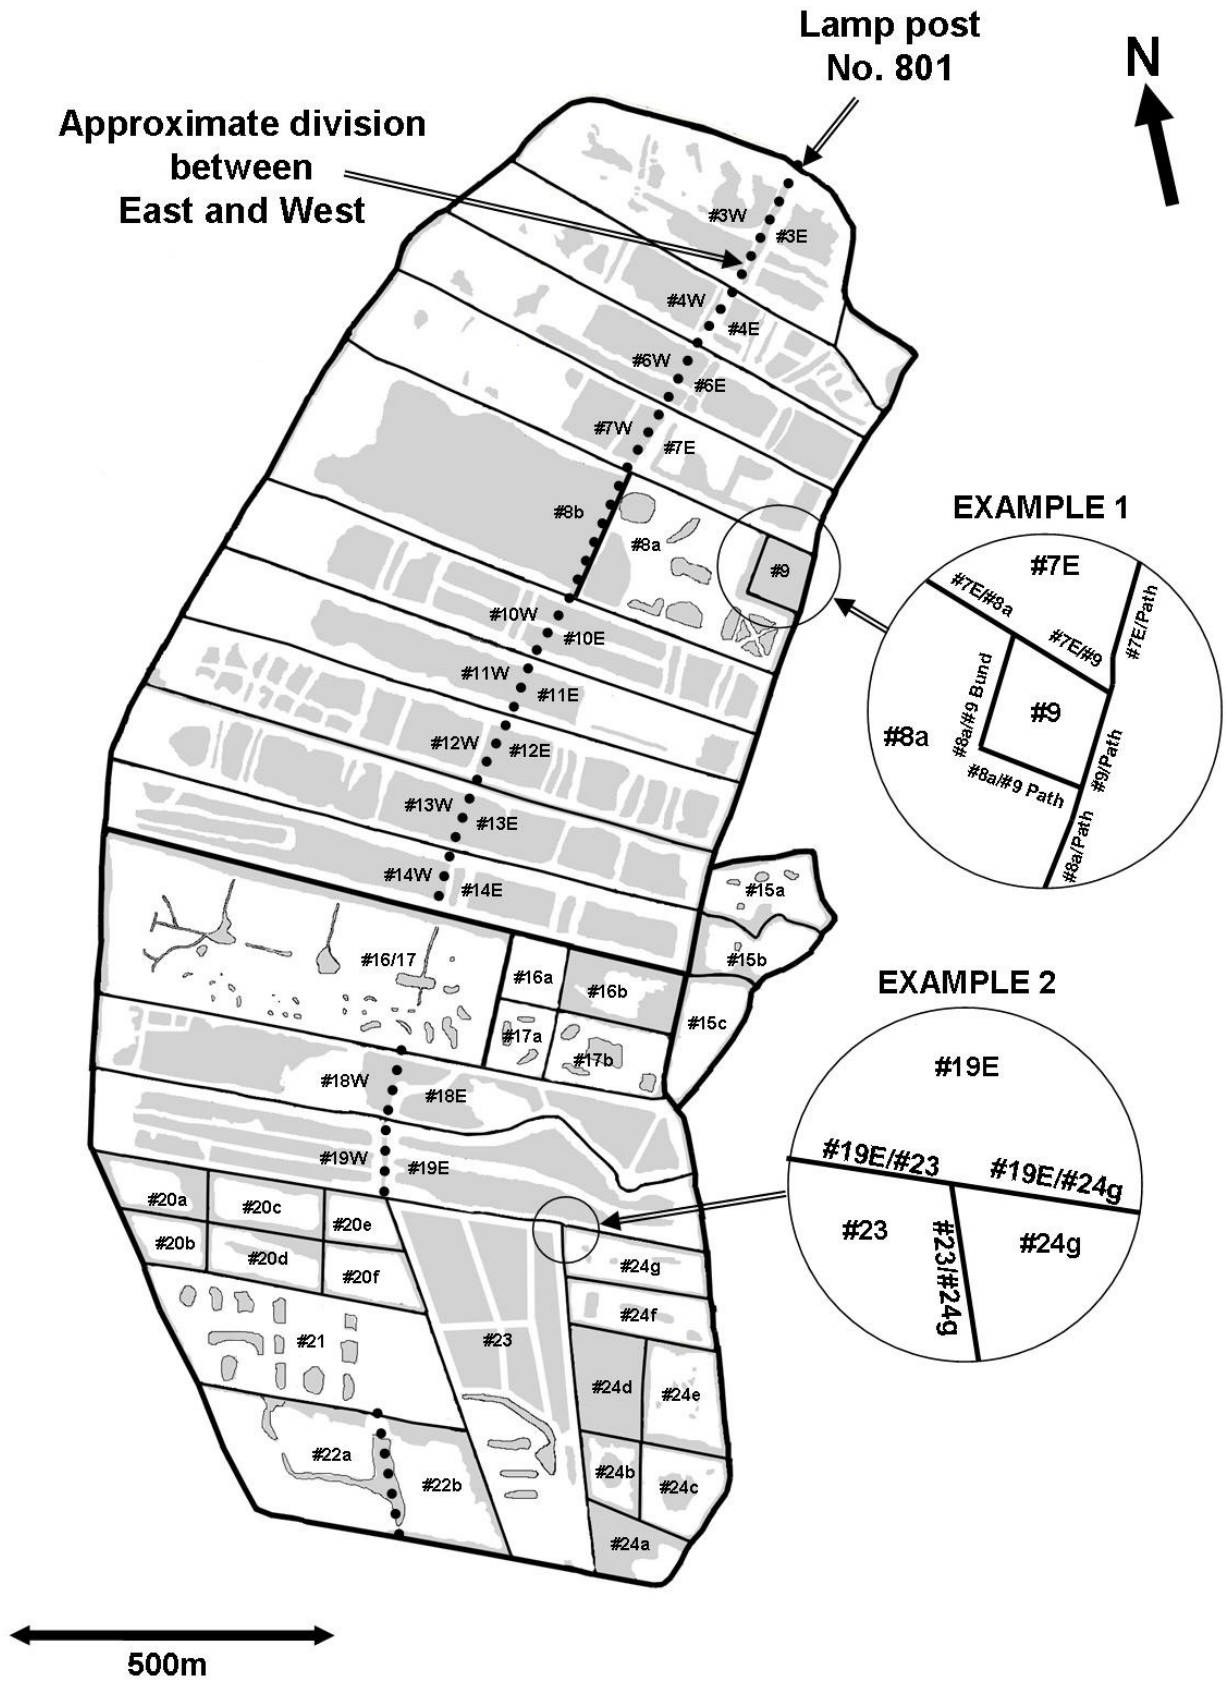 Lamp post
No. 801
N
Approximate division
between
East and West
#3W
#3E
#4W
#4E
#6W
#6E
#7W
#7E
#8b
#8a
#9
#10W
#10E
#11W
#11E
#12W
#12E
#13W
#13E
#14W
#14E
#15a
#15b
#15c
#16/17
#16a
#16b
#17a
#17b
#18W
#18E
#19W
#19E
#20a
#20c
#20e
#20b
#20d
#20f
#21
#22a
#22b
#23
#24g
#24f
#24d
#24e
#24b
#24c
#24a
EXAMPLE 1
#7E
#7E/#8a
#7E/#9
#7E/Path
#8a/#9 Bund
#9
#8a
#8a/#9 Path
#9/Path
#8a/Path
EXAMPLE 2
#19E
#19E/#23
#19E/#24g
#23
#23/#24g
#24g
500m